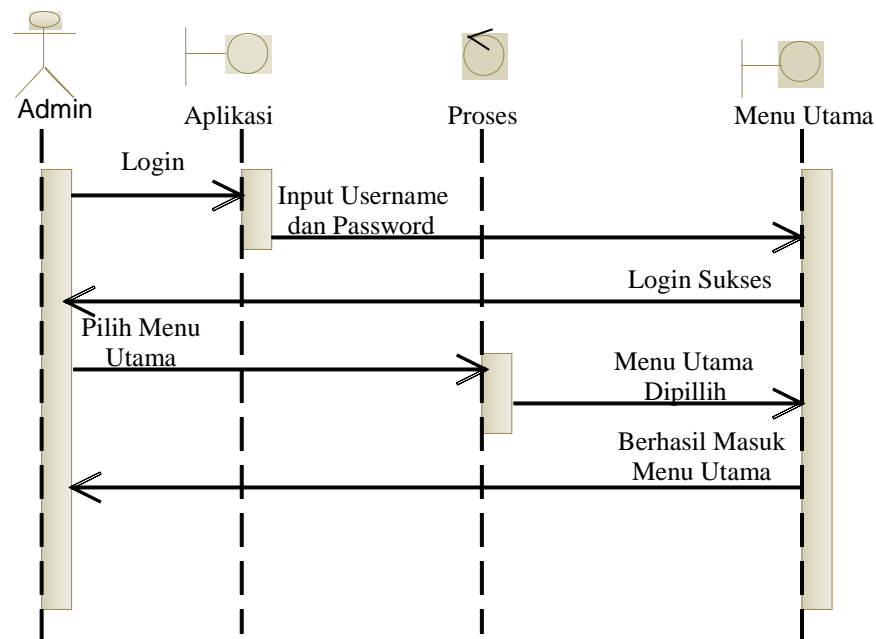 Admin
Aplikasi
Proses
Menu Utama
Login
Input Username
dan Password
Login Sukses
Pilih Menu
Utama
Menu Utama
Dipillih
Berhasil Masuk
Menu Utama